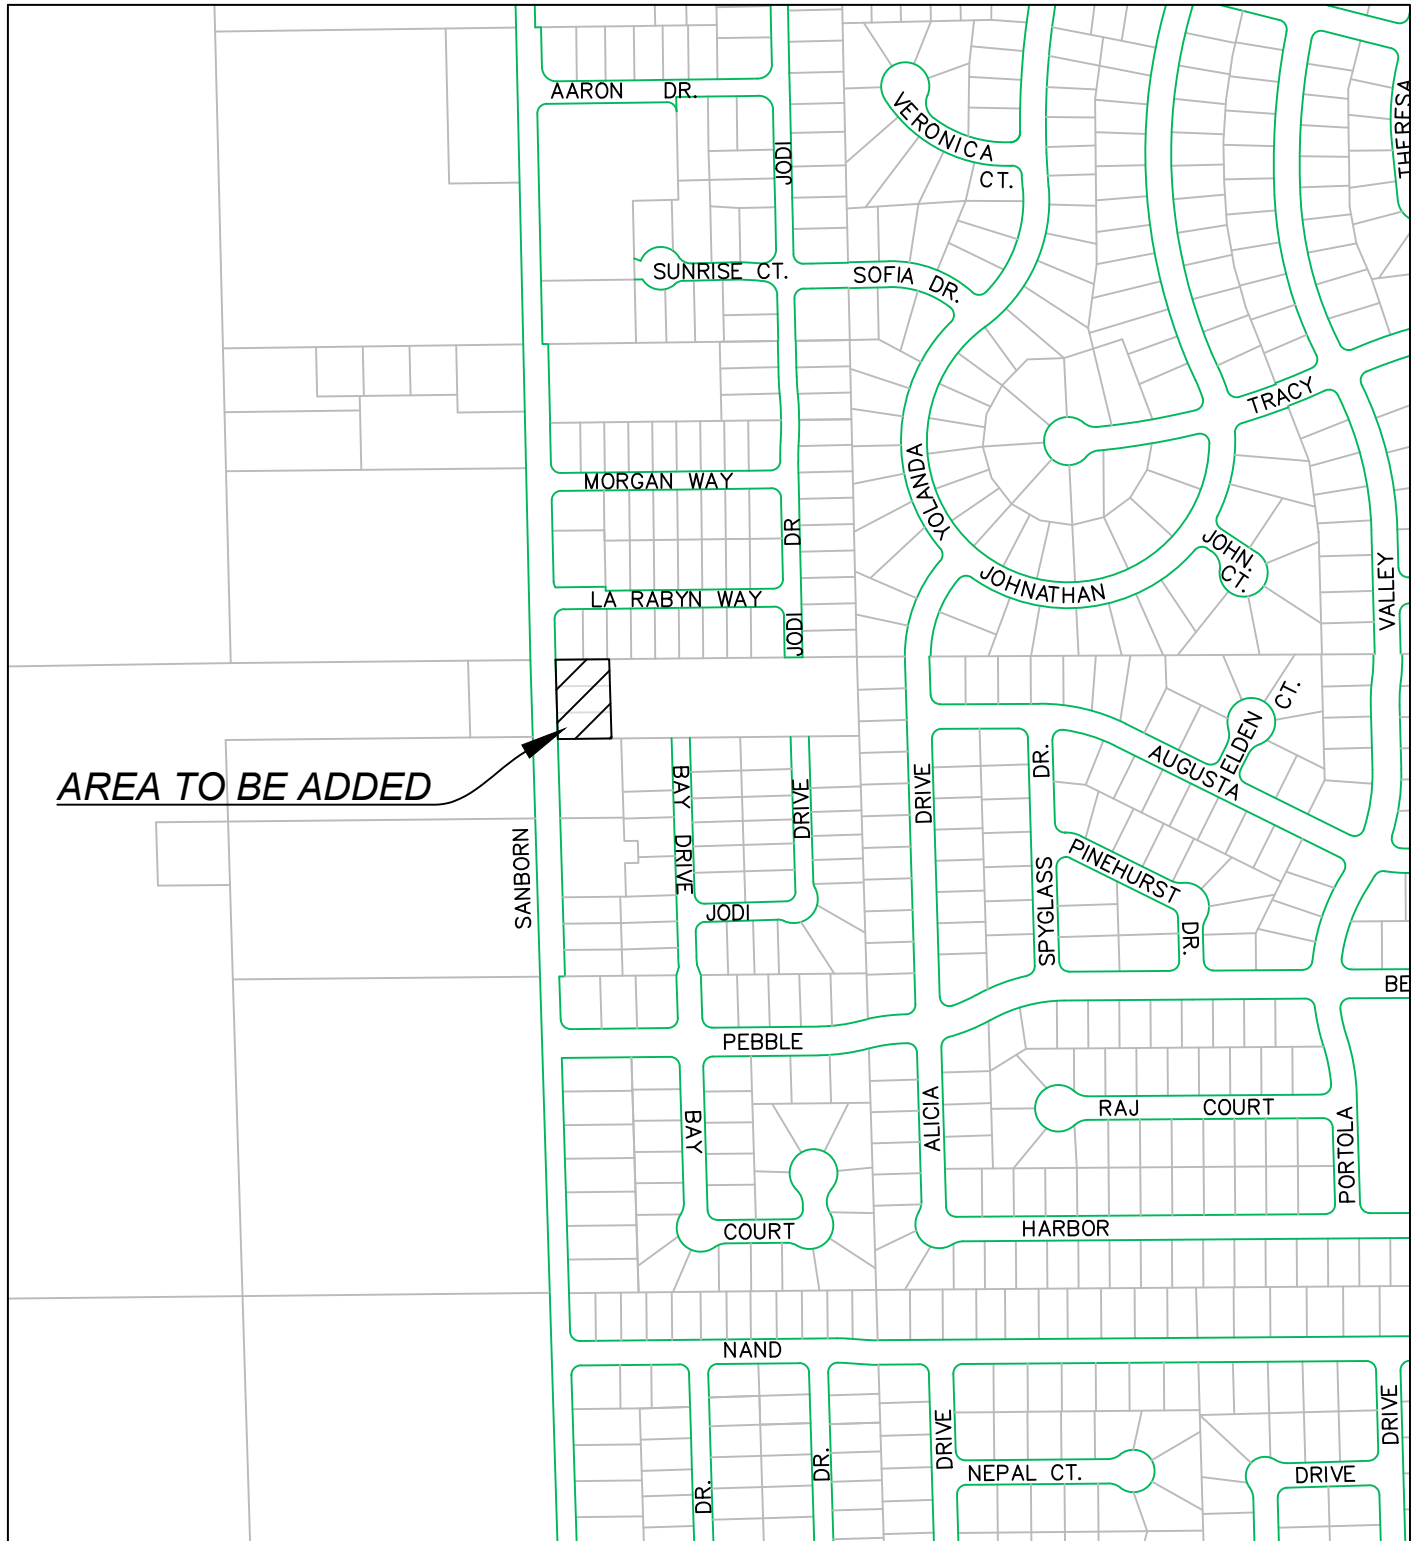 AARON DR.
THERESA
VERONICA
CT.
JODI
SUNRISE CT.
SOFIA DR.
TRACY
MORGAN WAY
YOLANDA
DR
JOHN.
CT.
LA RABYN WAY
JOHNATHAN
VALLEY
JODI
ELDEN
CT.
AUGUSTA
DR.
AREA TO BE ADDED
BAY DRIVE
DRIVE
DRIVE
SANBORN
PINEHURST
DR.
SPYGLASS
JODI
BE
PEBBLE
BAY
ALICIA
RAJ COURT
PORTOLA
COURT
HARBOR
NAND
DR.
DR.
DRIVE
NEPAL CT.
DRIVE
DRIVE